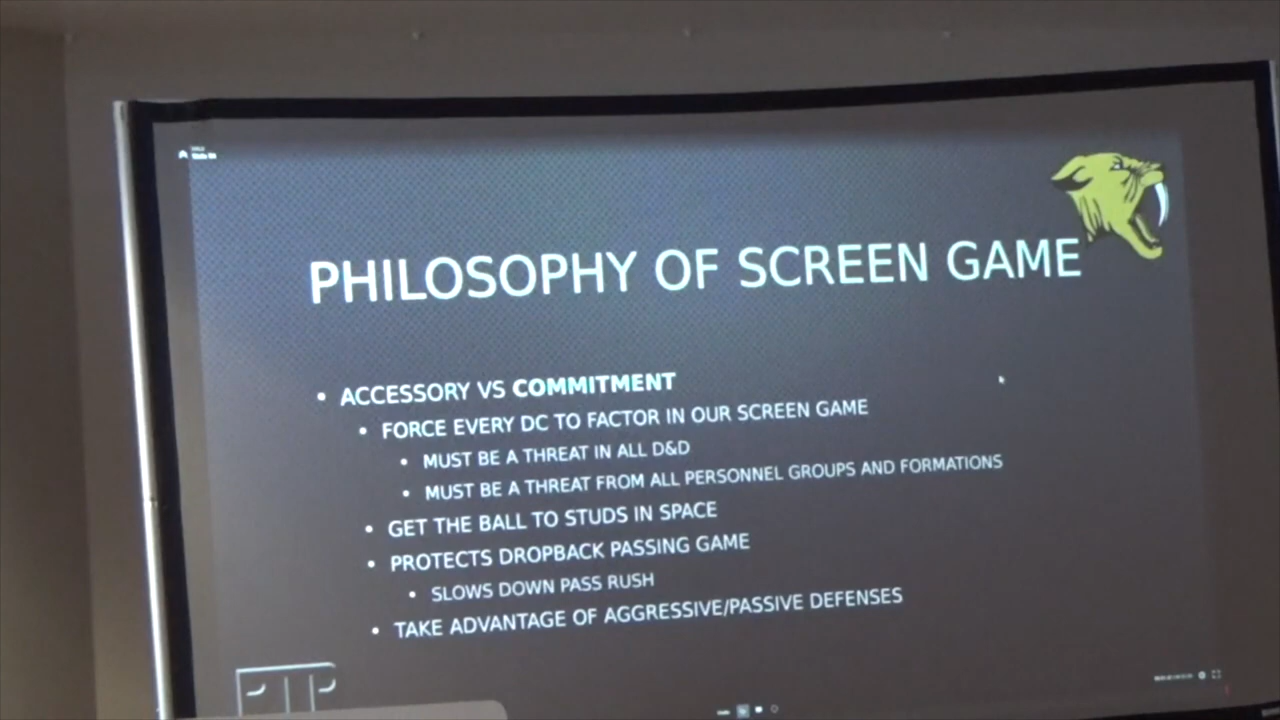 PHILOSOPHY OF SCREEN GAME
• ACCESSORY VS COMMITMENT
• FORCE EVERY DC TO FACTOR IN OUR SCREEN GAME
• MUST BE A THREAT IN ALL D&D
• MUST BE A THREAT FROM ALL PERSONNEL GROUPS AND FORMATIONS
• GET THE BALL TO STUDS IN SPACE
• PROTECTS DROPBACK PASSING GAME
• SLOWS DOWN PASS RUSH
• TAKE ADVANTAGE OF AGGRESSIVE/PASSIVE DEFENSES